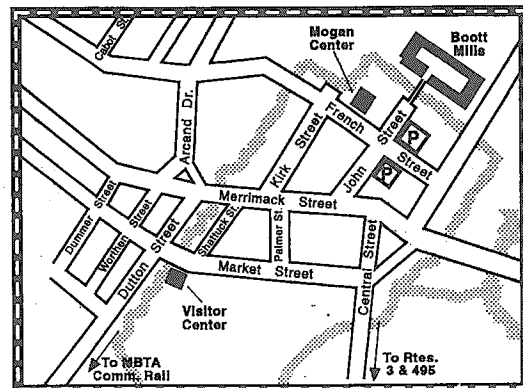 Cabot St.
Mogan
Center
Boott
Mills
Arcand Dr.
French
Street
Street
P
Kirk
Street
John
P
Merrimack Street
Dummer
Street
Worthen
Street
Dutton
Street
Shattuck St.
Palmer St.
Central
Street
Market Street
Visitor
Center
To MBTA
Comm. Rail
To Rtes.
3 & 495